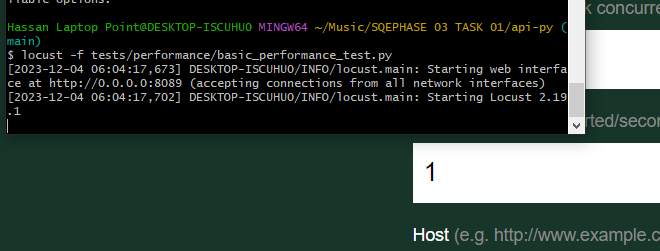 Hassan Laptop Point@DESKTOP-ISCUHUO MINGW64 ~/Music/SQEPHASE 03 TASK 01/api-py (
main)
$ locust -f tests/performance/basic_performance_test.py
[2023-12-04 06:04:17,673] DESKTOP-ISCUHUO/INFO/locust.main: Starting web interfa
ce at http://0.0.0.0:8089 (accepting connections from all network interfaces)
[2023-12-04 06:04:17,702] DESKTOP-ISCUHUO/INFO/locust.main: Starting Locust 2.19
.1
k concurre
rted/secor
1
Host (e.g. http://www.example.c